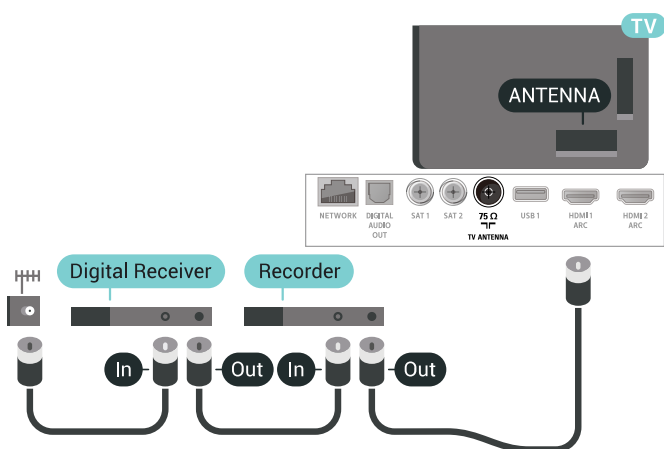 TV
ANTENNA
NETWORK
DIGITAL
AUDIO
OUT
SAT 1
SAT 2
75 Ω
TV ANTENNA
USB 1
HDMI 1
ARC
HDMI 2
ARC
Digital Receiver
Recorder
In
Out
In
Out